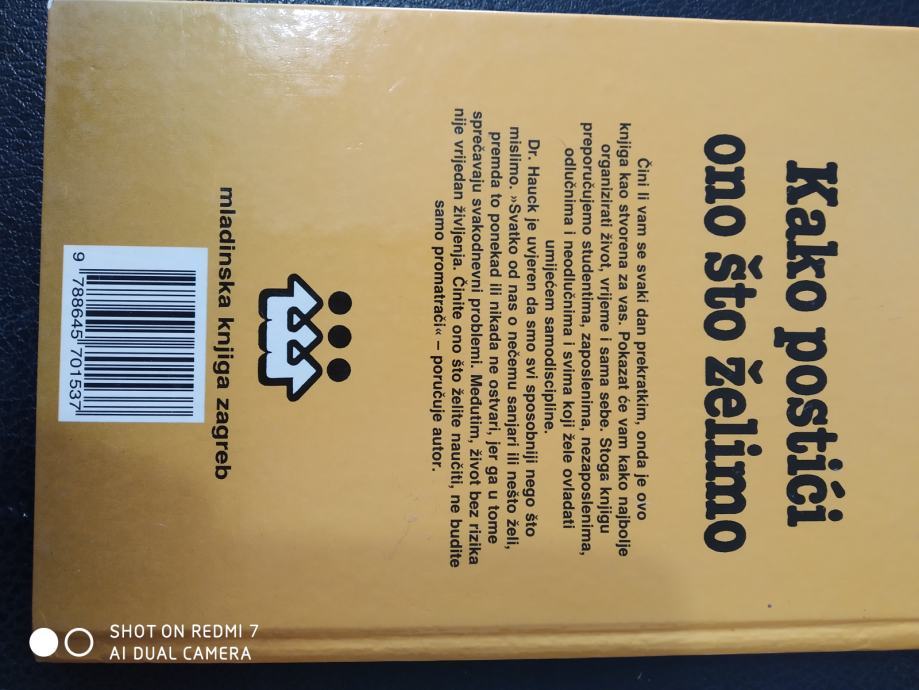 Kako postići
ono što želimo
Čini li vam se svaki dan prekratkim, onda je ovo
knjiga kao stvorena za vas. Pokazat će vam kako najbolje
organizirati život, vrijeme i sama sebe. Stoga knjigu
preporučujemo studentima, zaposlenima, nezaposlenima,
odlučnima i neodlučnima i svima koji žele ovladati
umijećem samodiscipline.
Dr. Hauck je uvjeren da smo svi sposobniji nego što
mislimo. »Svatko od nas o nečemu sanjari ili nešto želi,
premda to ponekad ili nikada ne ostvari, jer ga u tome
sprečavaju svakodnevni problemi. Međutim, život bez rizika
nije vrijedan življenja. Činite ono što želite naučiti, ne budite
samo promatrači« – poručuje autor.
mladinska knjiga zagreb
9 788645 701537
SHOT ON REDMI 7
AI DUAL CAMERA